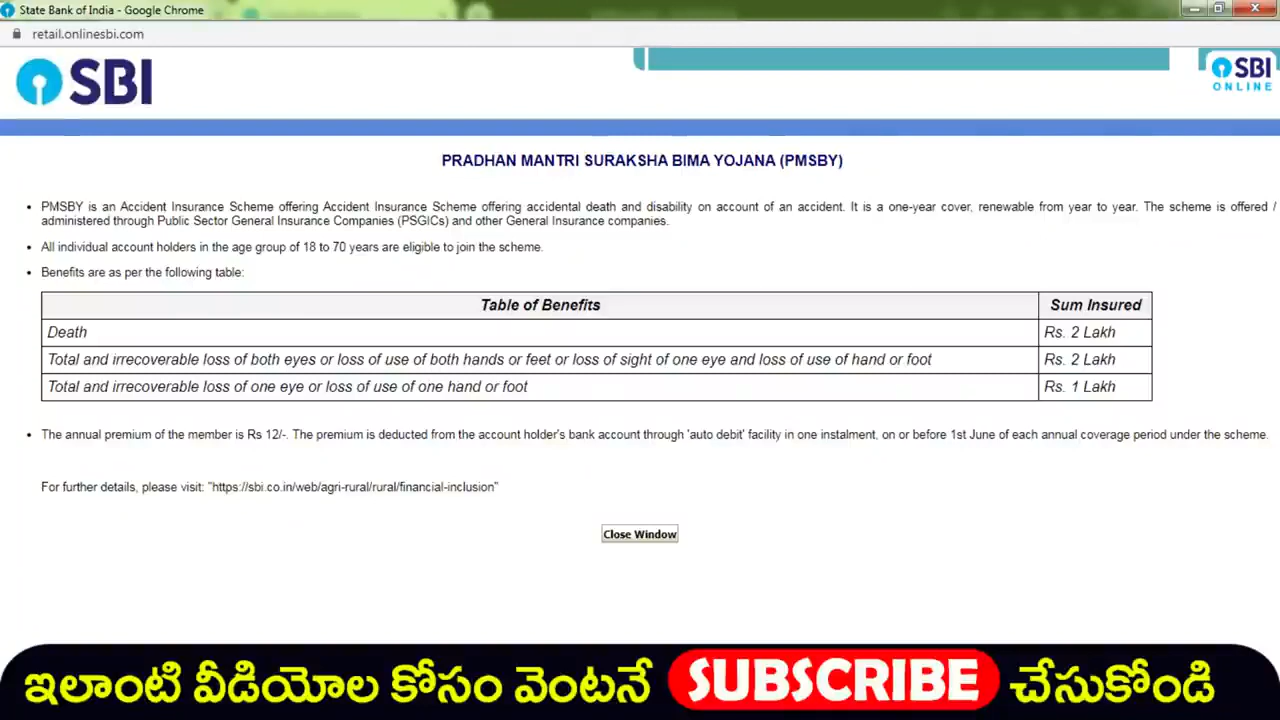 State Bank of India - Google Chrome
retail.onlinesbi.com
SBI
SBI
ONLINE
PRADHAN MANTRI SURAKSHA BIMA YOJANA (PMSBY)
• PMSBY is an Accident Insurance Scheme offering Accident Insurance Scheme offering accidental death and disability on account of an accident. It is a one-year cover, renewable from year to year. The scheme is offered /
administered through Public Sector General Insurance Companies (PSGICs) and other General Insurance companies.
• All individual account holders in the age group of 18 to 70 years are eligible to join the scheme.
• Benefits are as per the following table:
Table of Benefits Sum Insured
Death Rs. 2 Lakh
Total and irrecoverable loss of both eyes or loss of use of both hands or feet or loss of sight of one eye and loss of use of hand or foot Rs. 2 Lakh
Total and irrecoverable loss of one eye or loss of use of one hand or foot Rs. 1 Lakh
• The annual premium of the member is Rs 12/-. The premium is deducted from the account holder's bank account through 'auto debit' facility in one instalment, on or before 1st June of each annual coverage period under the scheme.
For further details, please visit: "https://sbi.co.in/web/agri-rural/rural/financial-inclusion"
Close Window
ఇలాంటి వీడియోల కోసం వెంటనే SUBSCRIBE చేసుకోండి